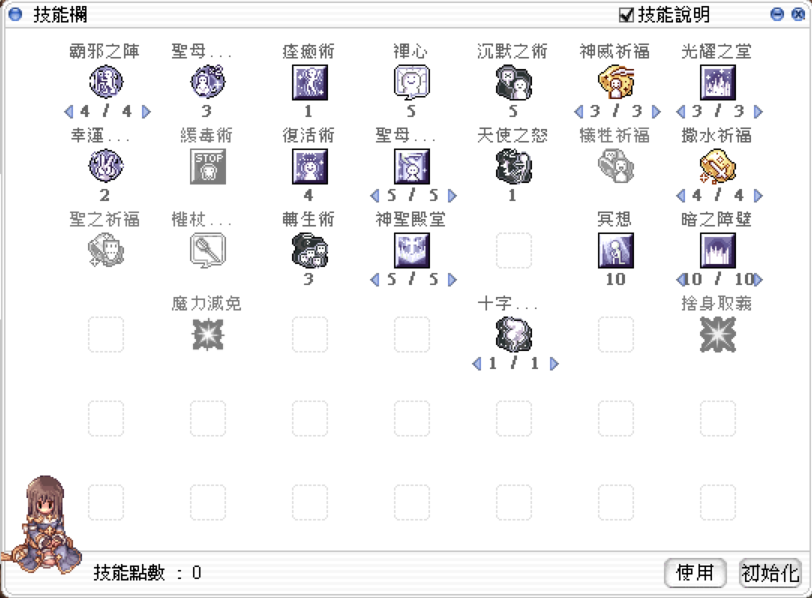 技能欄
技能說明
霸邪之陣 聖母... 痊癒術 禪心 沉默之術 神威祈福 光耀之堂
4 / 4 3 1 5 5 3 / 3 3 / 3
幸運... 緩毒術 復活術 聖母... 天使之怒 犧牲祈福 撒水祈福
STOP
2 4 5 / 5 1 4 / 4
聖之祈福 權杖... 轉生術 神聖殿堂 冥想 暗之障壁
3 5 / 5 10 10 / 10
魔力減免 十字... 捨身取義
1 / 1
技能點數 : 0
使用 初始化